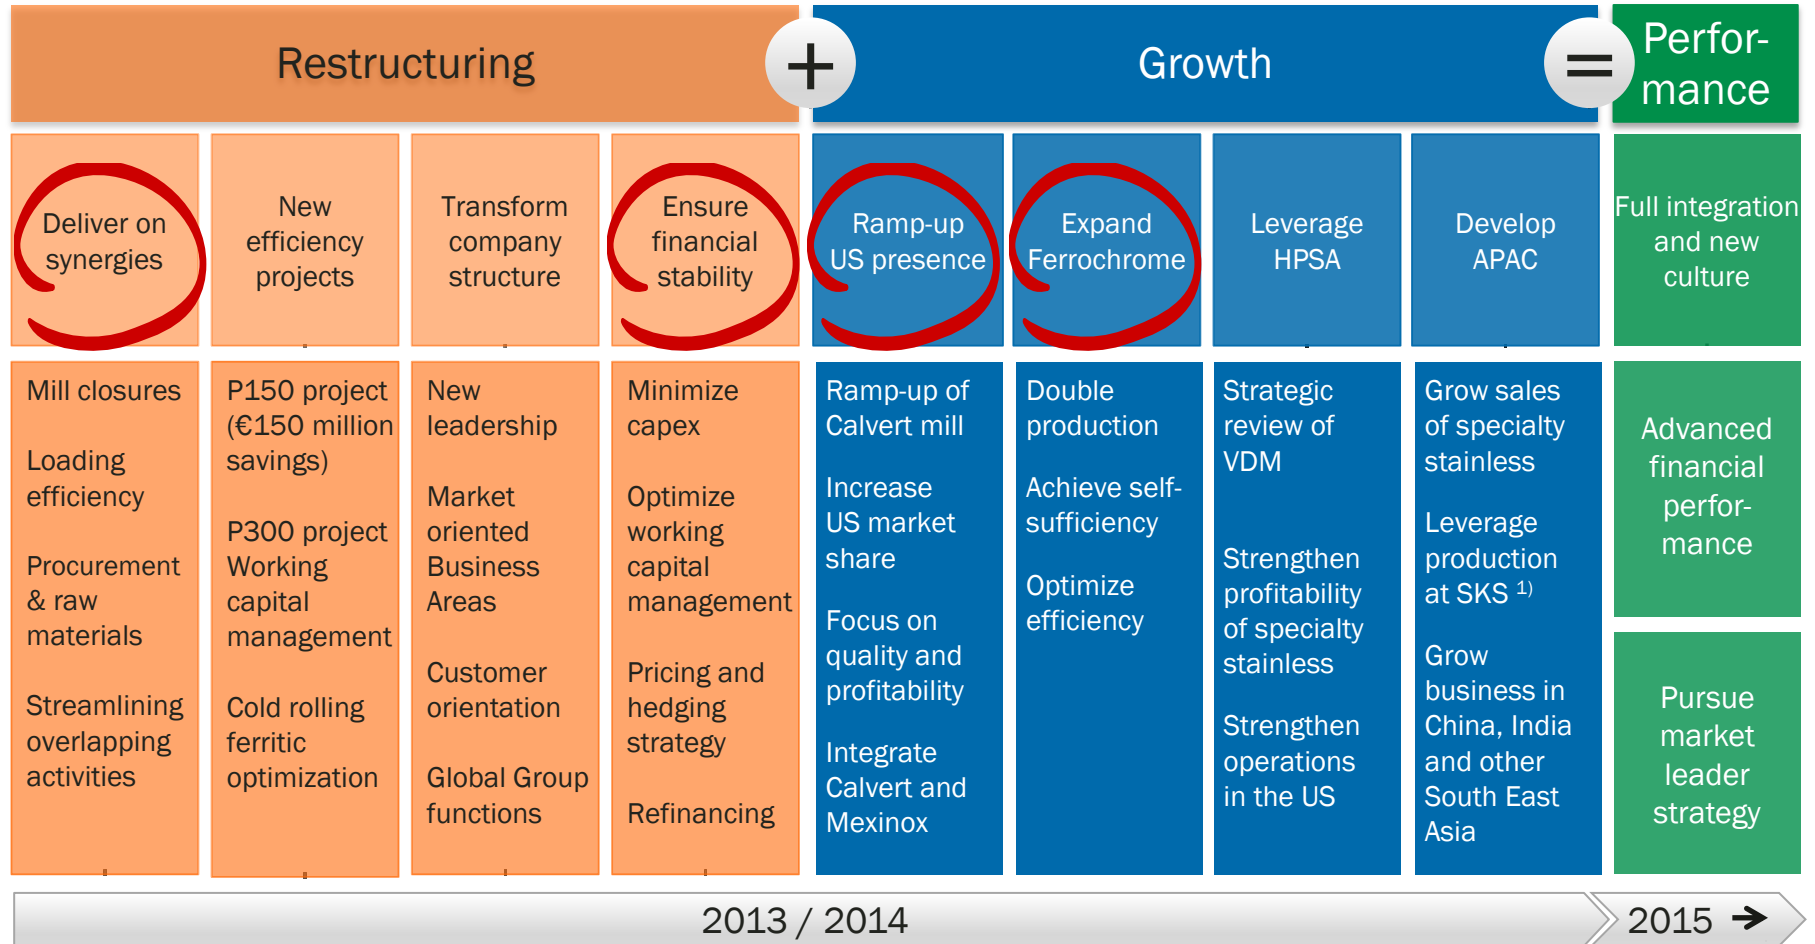 Restructuring
+
Growth
=
Perfor-
mance
Deliver on
synergies
New
efficiency
projects
Transform
company
structure
Ensure
financial
stability
Ramp-up
US presence
Expand
Ferrochrome
Leverage
HPSA
Develop
APAC
Full integration
and new
culture
Mill closures
Loading
efficiency
Procurement
& raw
materials
Streamlining
overlapping
activities
P150 project
(€150 million
savings)
P300 project
Working
capital
management
Cold rolling
ferritic
optimization
New
leadership
Market
oriented
Business
Areas
Customer
orientation
Global Group
functions
Minimize
capex
Optimize
working
capital
management
Pricing and
hedging
strategy
Refinancing
Ramp-up of
Calvert mill
Increase
US market
share
Focus on
quality and
profitability
Integrate
Calvert and
Mexinox
Double
production
Achieve self-
sufficiency
Optimize
efficiency
Strategic
review of
VDM
Strengthen
profitability
of specialty
stainless
Strengthen
operations
in the US
Grow sales
of specialty
stainless
Leverage
production
at SKS 1)
Grow
business in
China, India
and other
South East
Asia
Advanced
financial
perfor-
mance
Pursue
market
leader
strategy
2013 / 2014
2015 →